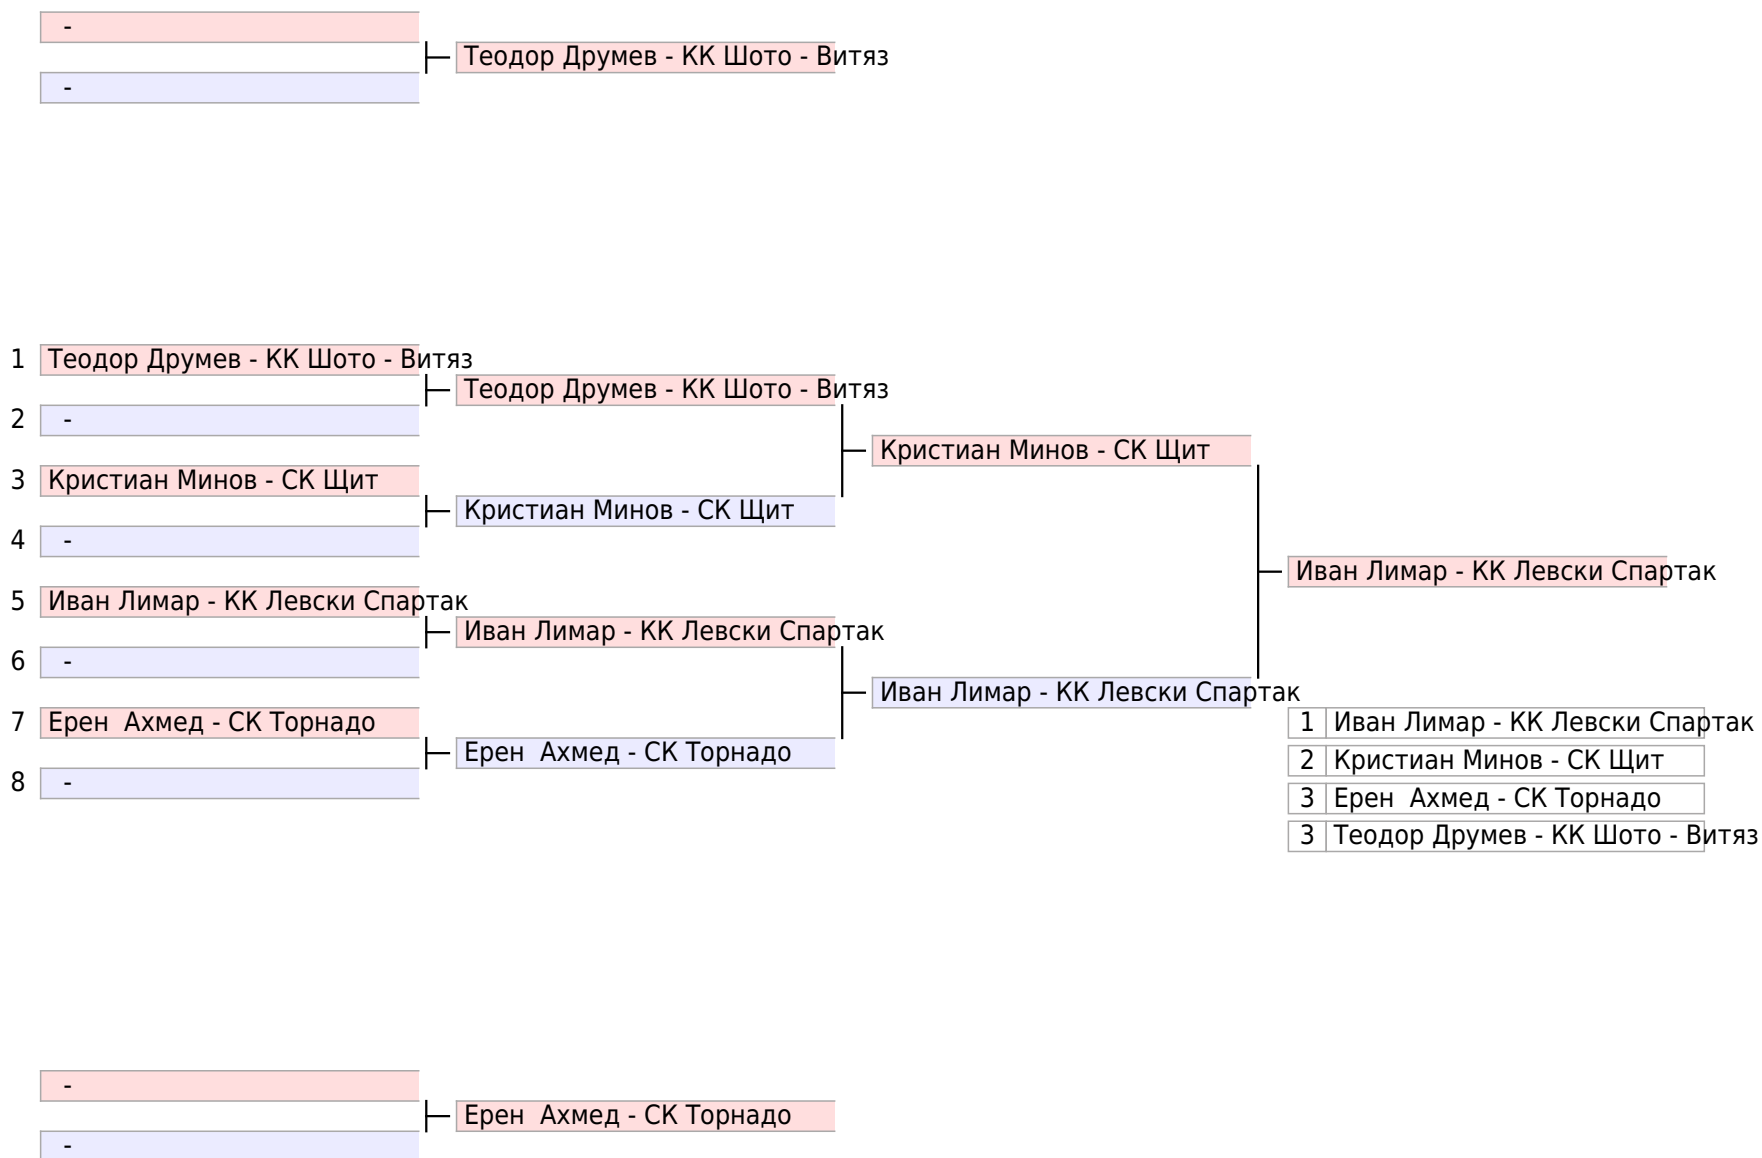 -
Теодор Друмев - КК Шото - Витяз
-
1 Теодор Друмев - КК Шото - Витяз
Теодор Друмев - КК Шото - Витяз
2 -
Кристиан Минов - СК Щит
3 Кристиан Минов - СК Щит
Кристиан Минов - СК Щит
4 -
Иван Лимар - КК Левски Спартак
5 Иван Лимар - КК Левски Спартак
Иван Лимар - КК Левски Спартак
6 -
Иван Лимар - КК Левски Спартак
7 Ерен  Ахмед - СК Торнадо
1 Иван Лимар - КК Левски Спартак
Ерен  Ахмед - СК Торнадо
2 Кристиан Минов - СК Щит
8 -
3 Ерен  Ахмед - СК Торнадо
3 Теодор Друмев - КК Шото - Витяз
-
Ерен  Ахмед - СК Торнадо
-